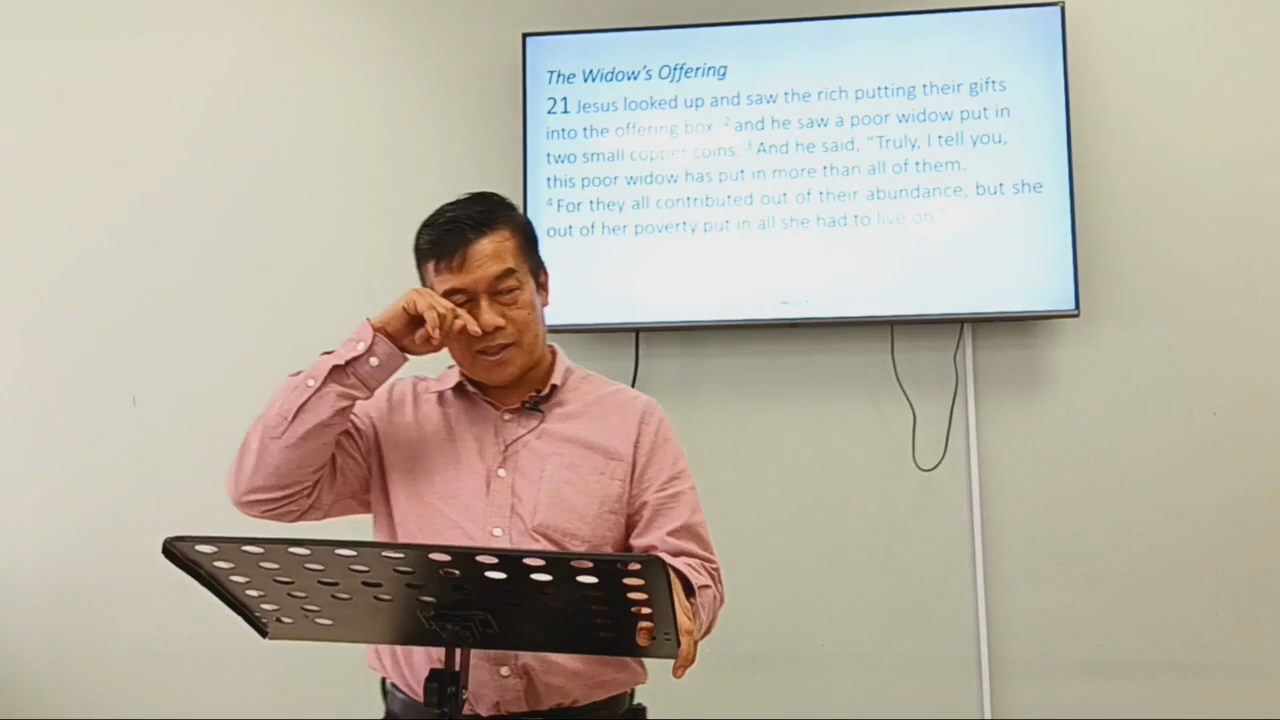 The Widow's Offering
21 Jesus looked up and saw the rich putting their gifts
into the offering box, 2 and he saw a poor widow put in
two small copper coins. 3 And he said, "Truly, I tell you,
this poor widow has put in more than all of them.
4 For they all contributed out of their abundance, but she
out of her poverty put in all she had to live on."